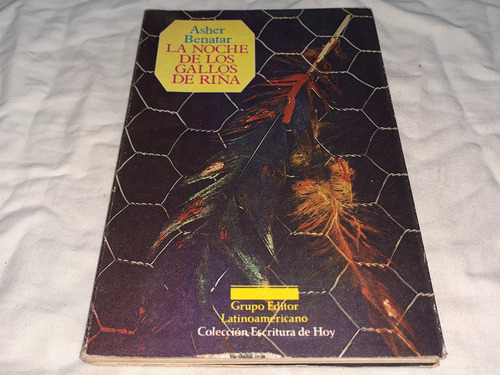 Asher
Benatar
LA NOCHE
DE LOS
GALLOS
DE RIÑA
Grupo Editor
Latinoamericano
Colección Escritura de Hoy